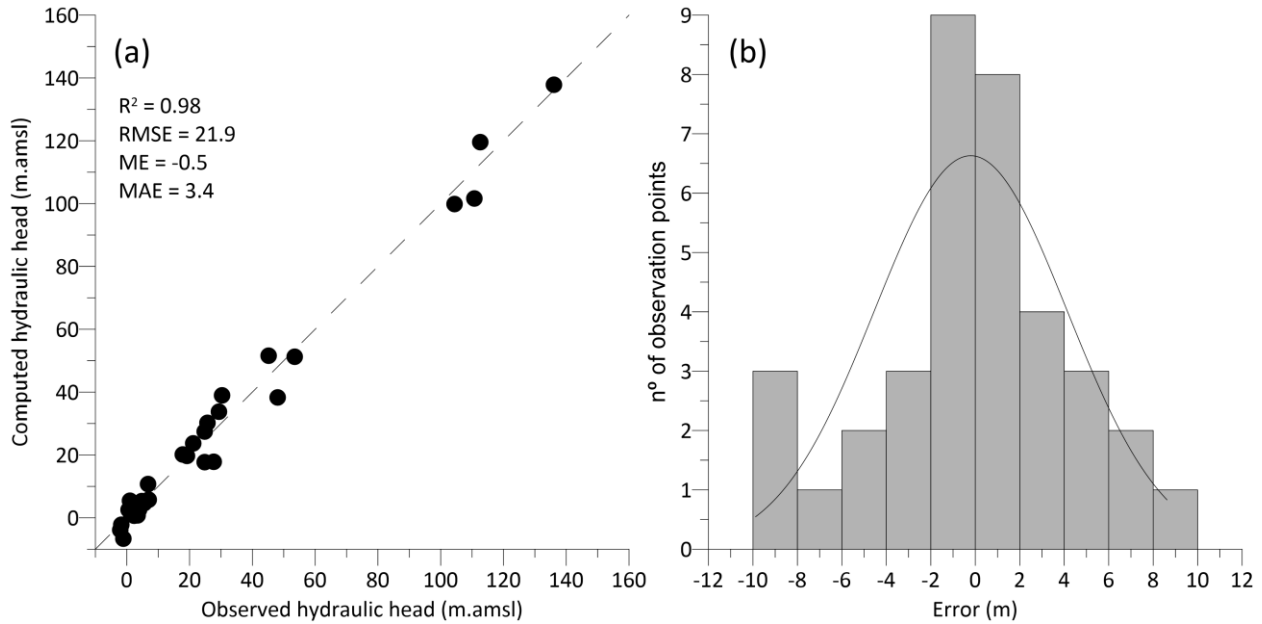 (a)
R² = 0.98
RMSE = 21.9
ME = -0.5
MAE = 3.4
Computed hydraulic head (m.amsl)
160
140
120
100
80
60
40
20
0
0 20 40 60 80 100 120 140 160
Observed hydraulic head (m.amsl)
(b)
nº of observation points
9
8
7
6
5
4
3
2
1
0
-12 -10 -8 -6 -4 -2 0 2 4 6 8 10 12
Error (m)